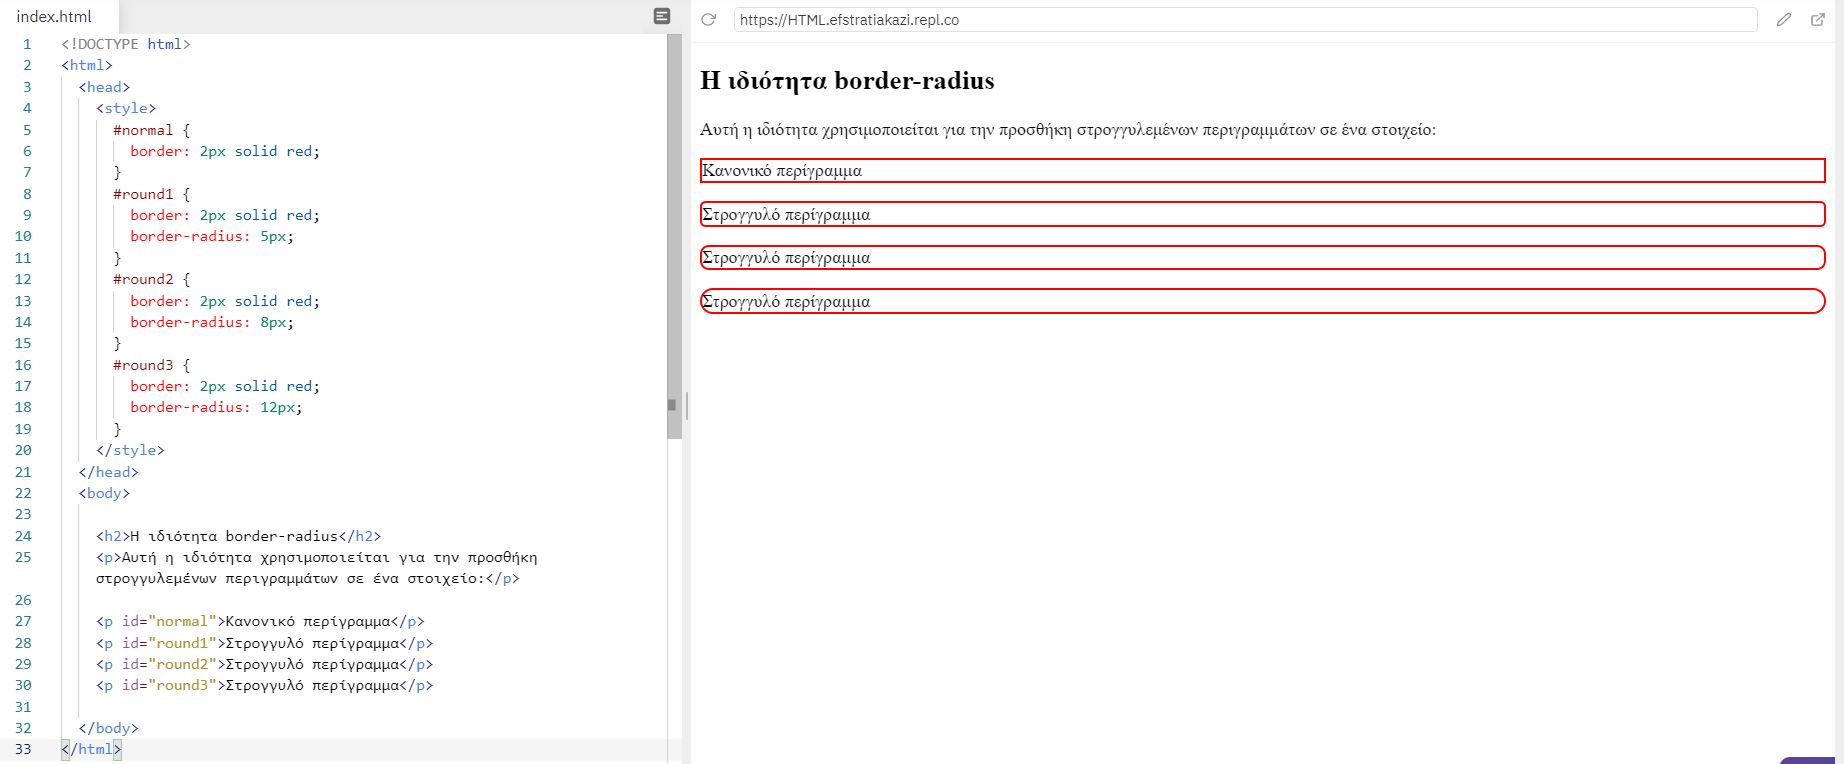 index.html
1 <!DOCTYPE html>
2 <html>
3 <head>
4 <style>
5 #normal {
6 border: 2px solid red;
7 }
8 #round1 {
9 border: 2px solid red;
10 border-radius: 5px;
11 }
12 #round2 {
13 border: 2px solid red;
14 border-radius: 8px;
15 }
16 #round3 {
17 border: 2px solid red;
18 border-radius: 12px;
19 }
20 </style>
21 </head>
22 <body>
23
24 <h2>Η ιδιότητα border-radius</h2>
25 <p>Αυτή η ιδιότητα χρησιμοποιείται για την προσθήκη
στρογγυλεμένων περιγραμμάτων σε ένα στοιχείο:</p>
26
27 <p id="normal">Κανονικό περίγραμμα</p>
28 <p id="round1">Στρογγυλό περίγραμμα</p>
29 <p id="round2">Στρογγυλό περίγραμμα</p>
30 <p id="round3">Στρογγυλό περίγραμμα</p>
31
32 </body>
33 </html>
https://HTML.efstratiakazi.repl.co
Η ιδιότητα border-radius
Αυτή η ιδιότητα χρησιμοποιείται για την προσθήκη στρογγυλεμένων περιγραμμάτων σε ένα στοιχείο:
Κανονικό περίγραμμα
Στρογγυλό περίγραμμα
Στρογγυλό περίγραμμα
Στρογγυλό περίγραμμα